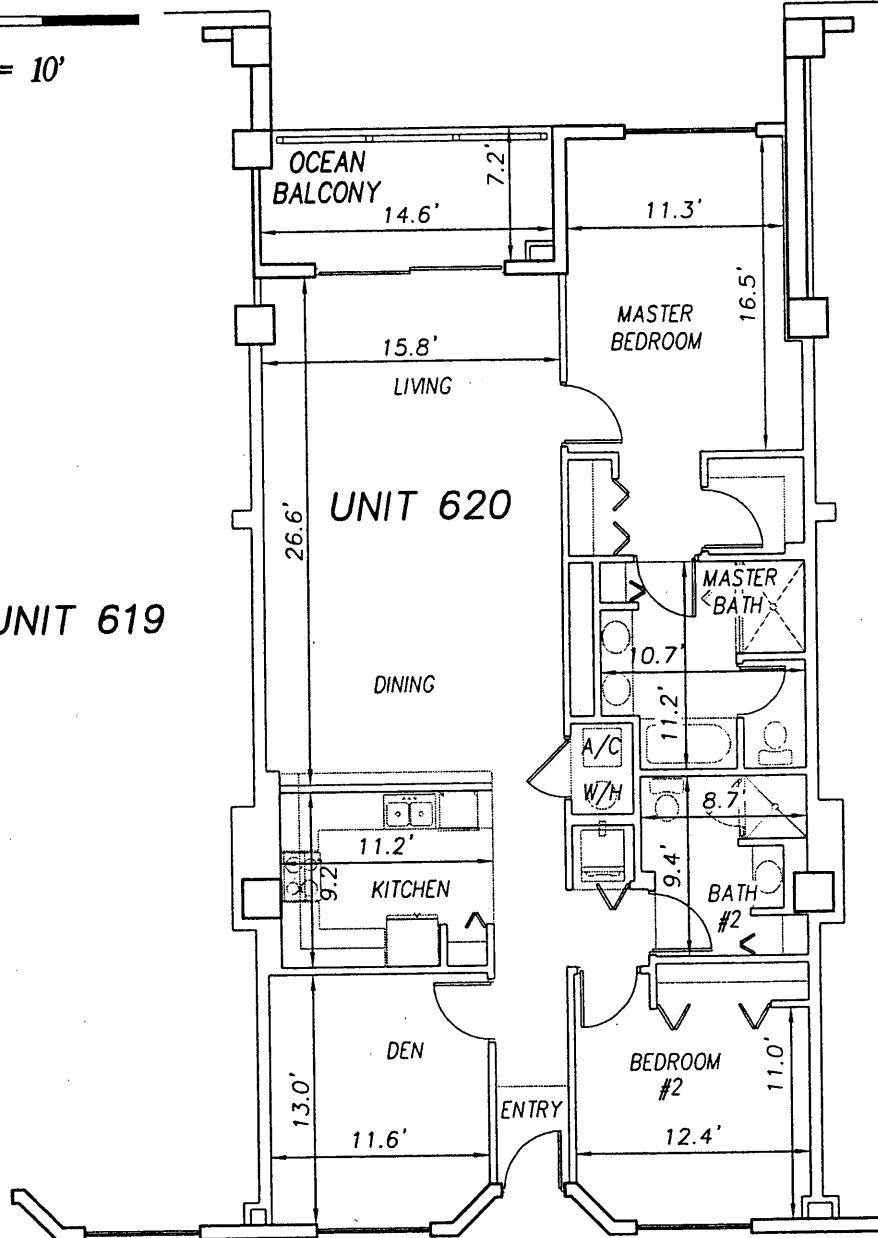 = 10'
OCEAN
BALCONY
7.2'
14.6'
11.3'
16.5'
MASTER
BEDROOM
15.8'
LIVING
26.6'
UNIT 620
UNIT 619
MASTER
BATH
10.7'
11.2'
DINING
A/C
W/H
8.7'
9.4'
11.2'
9.2
KITCHEN
BATH
#2
DEN
13.0'
11.6'
ENTRY
BEDROOM
#2
11.0'
12.4'